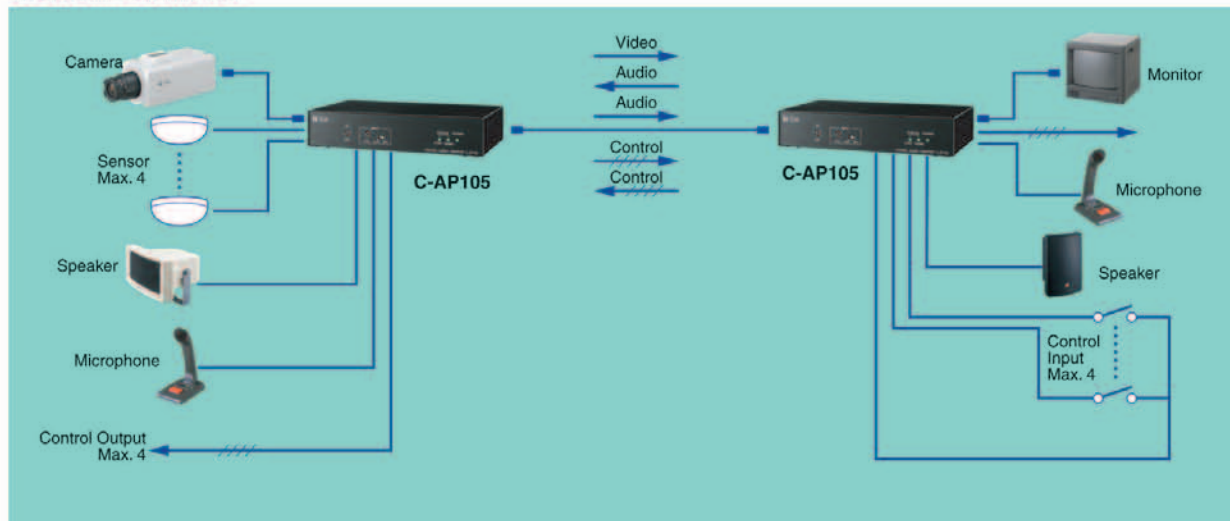 Camera
Sensor
Max. 4
Speaker
Microphone
Control Output
Max. 4
C-AP105
Video
Audio
Audio
Control
Control
C-AP105
Monitor
Microphone
Speaker
Control
Input
Max. 4